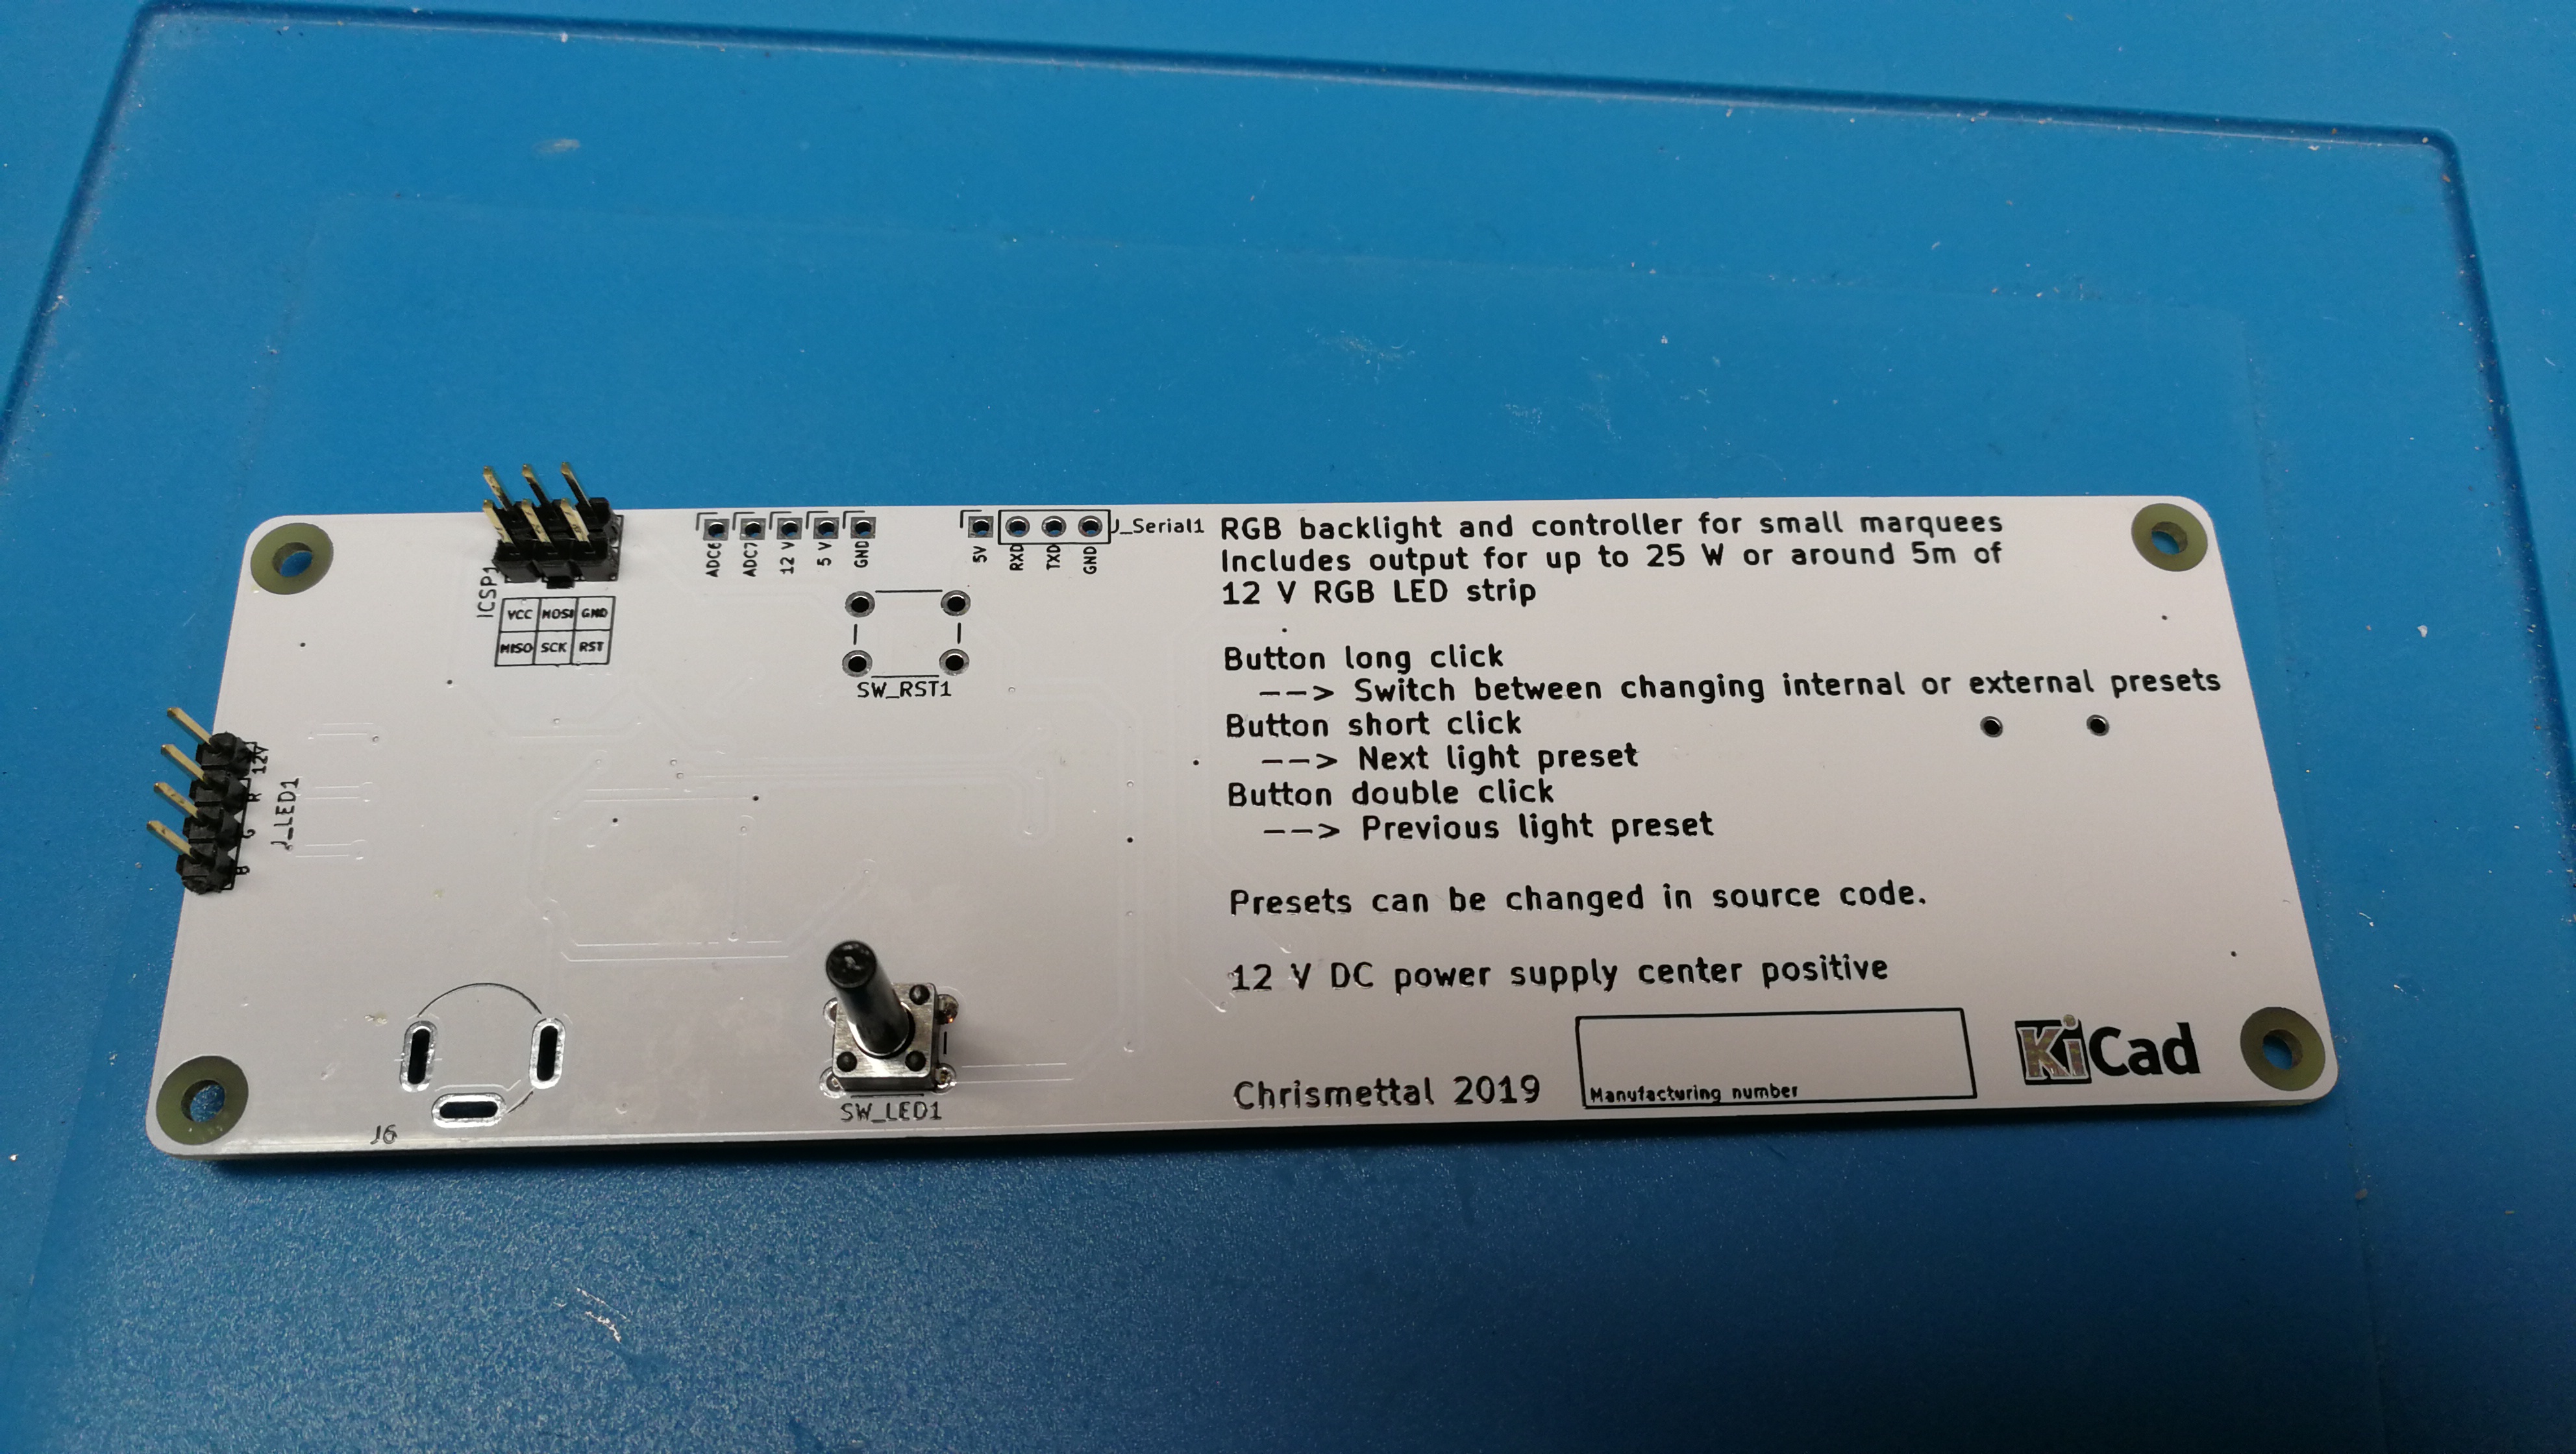 ICSP1
VCC MOSI GND
MISO SCK RST
ADC6
ADC7
12 V
5 V
GND
5V
RXD
TXD
GND
J_Serial1
SW_RST1
12V
R
G
B
J_LED1
J6
SW_LED1
RGB backlight and controller for small marquees
Includes output for up to 25 W or around 5m of
12 V RGB LED strip
Button long click
--> Switch between changing internal or external presets
Button short click
--> Next light preset
Button double click
--> Previous light preset
Presets can be changed in source code.
12 V DC power supply center positive
Chrismettal 2019
Manufacturing number
KiCad